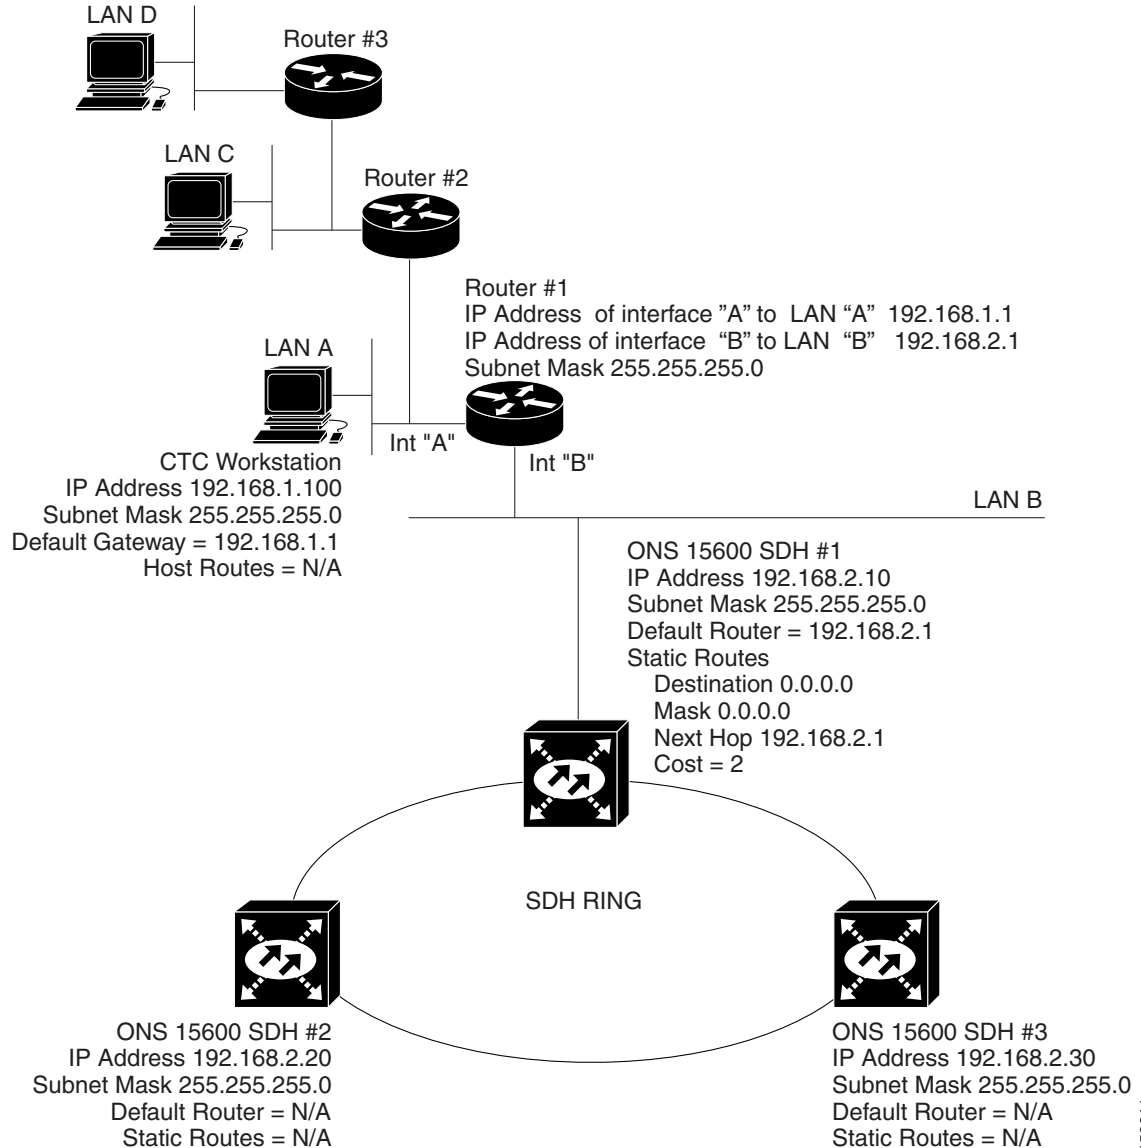 LAN D
Router #3
LAN C
Router #2
Router #1
IP Address of interface ”A” to LAN “A” 192.168.1.1
IP Address of interface “B” to LAN “B” 192.168.2.1
Subnet Mask 255.255.255.0
LAN A
Int "A"
Int "B"
CTC Workstation
IP Address 192.168.1.100
Subnet Mask 255.255.255.0
Default Gateway = 192.168.1.1
Host Routes = N/A
LAN B
ONS 15600 SDH #1
IP Address 192.168.2.10
Subnet Mask 255.255.255.0
Default Router = 192.168.2.1
Static Routes
Destination 0.0.0.0
Mask 0.0.0.0
Next Hop 192.168.2.1
Cost = 2
SDH RING
ONS 15600 SDH #2
IP Address 192.168.2.20
Subnet Mask 255.255.255.0
Default Router = N/A
Static Routes = N/A
ONS 15600 SDH #3
IP Address 192.168.2.30
Subnet Mask 255.255.255.0
Default Router = N/A
Static Routes = N/A